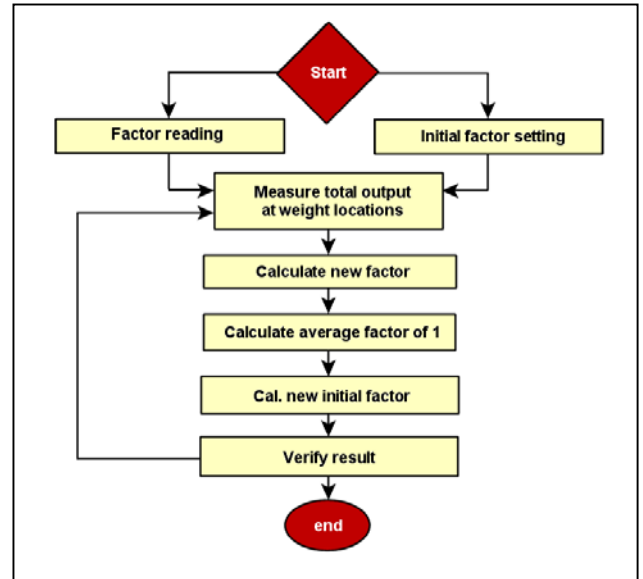 Start
Factor reading
Initial factor setting
Measure total output
at weight locations
Calculate new factor
Calculate average factor of 1
Cal. new initial factor
Verify result
end